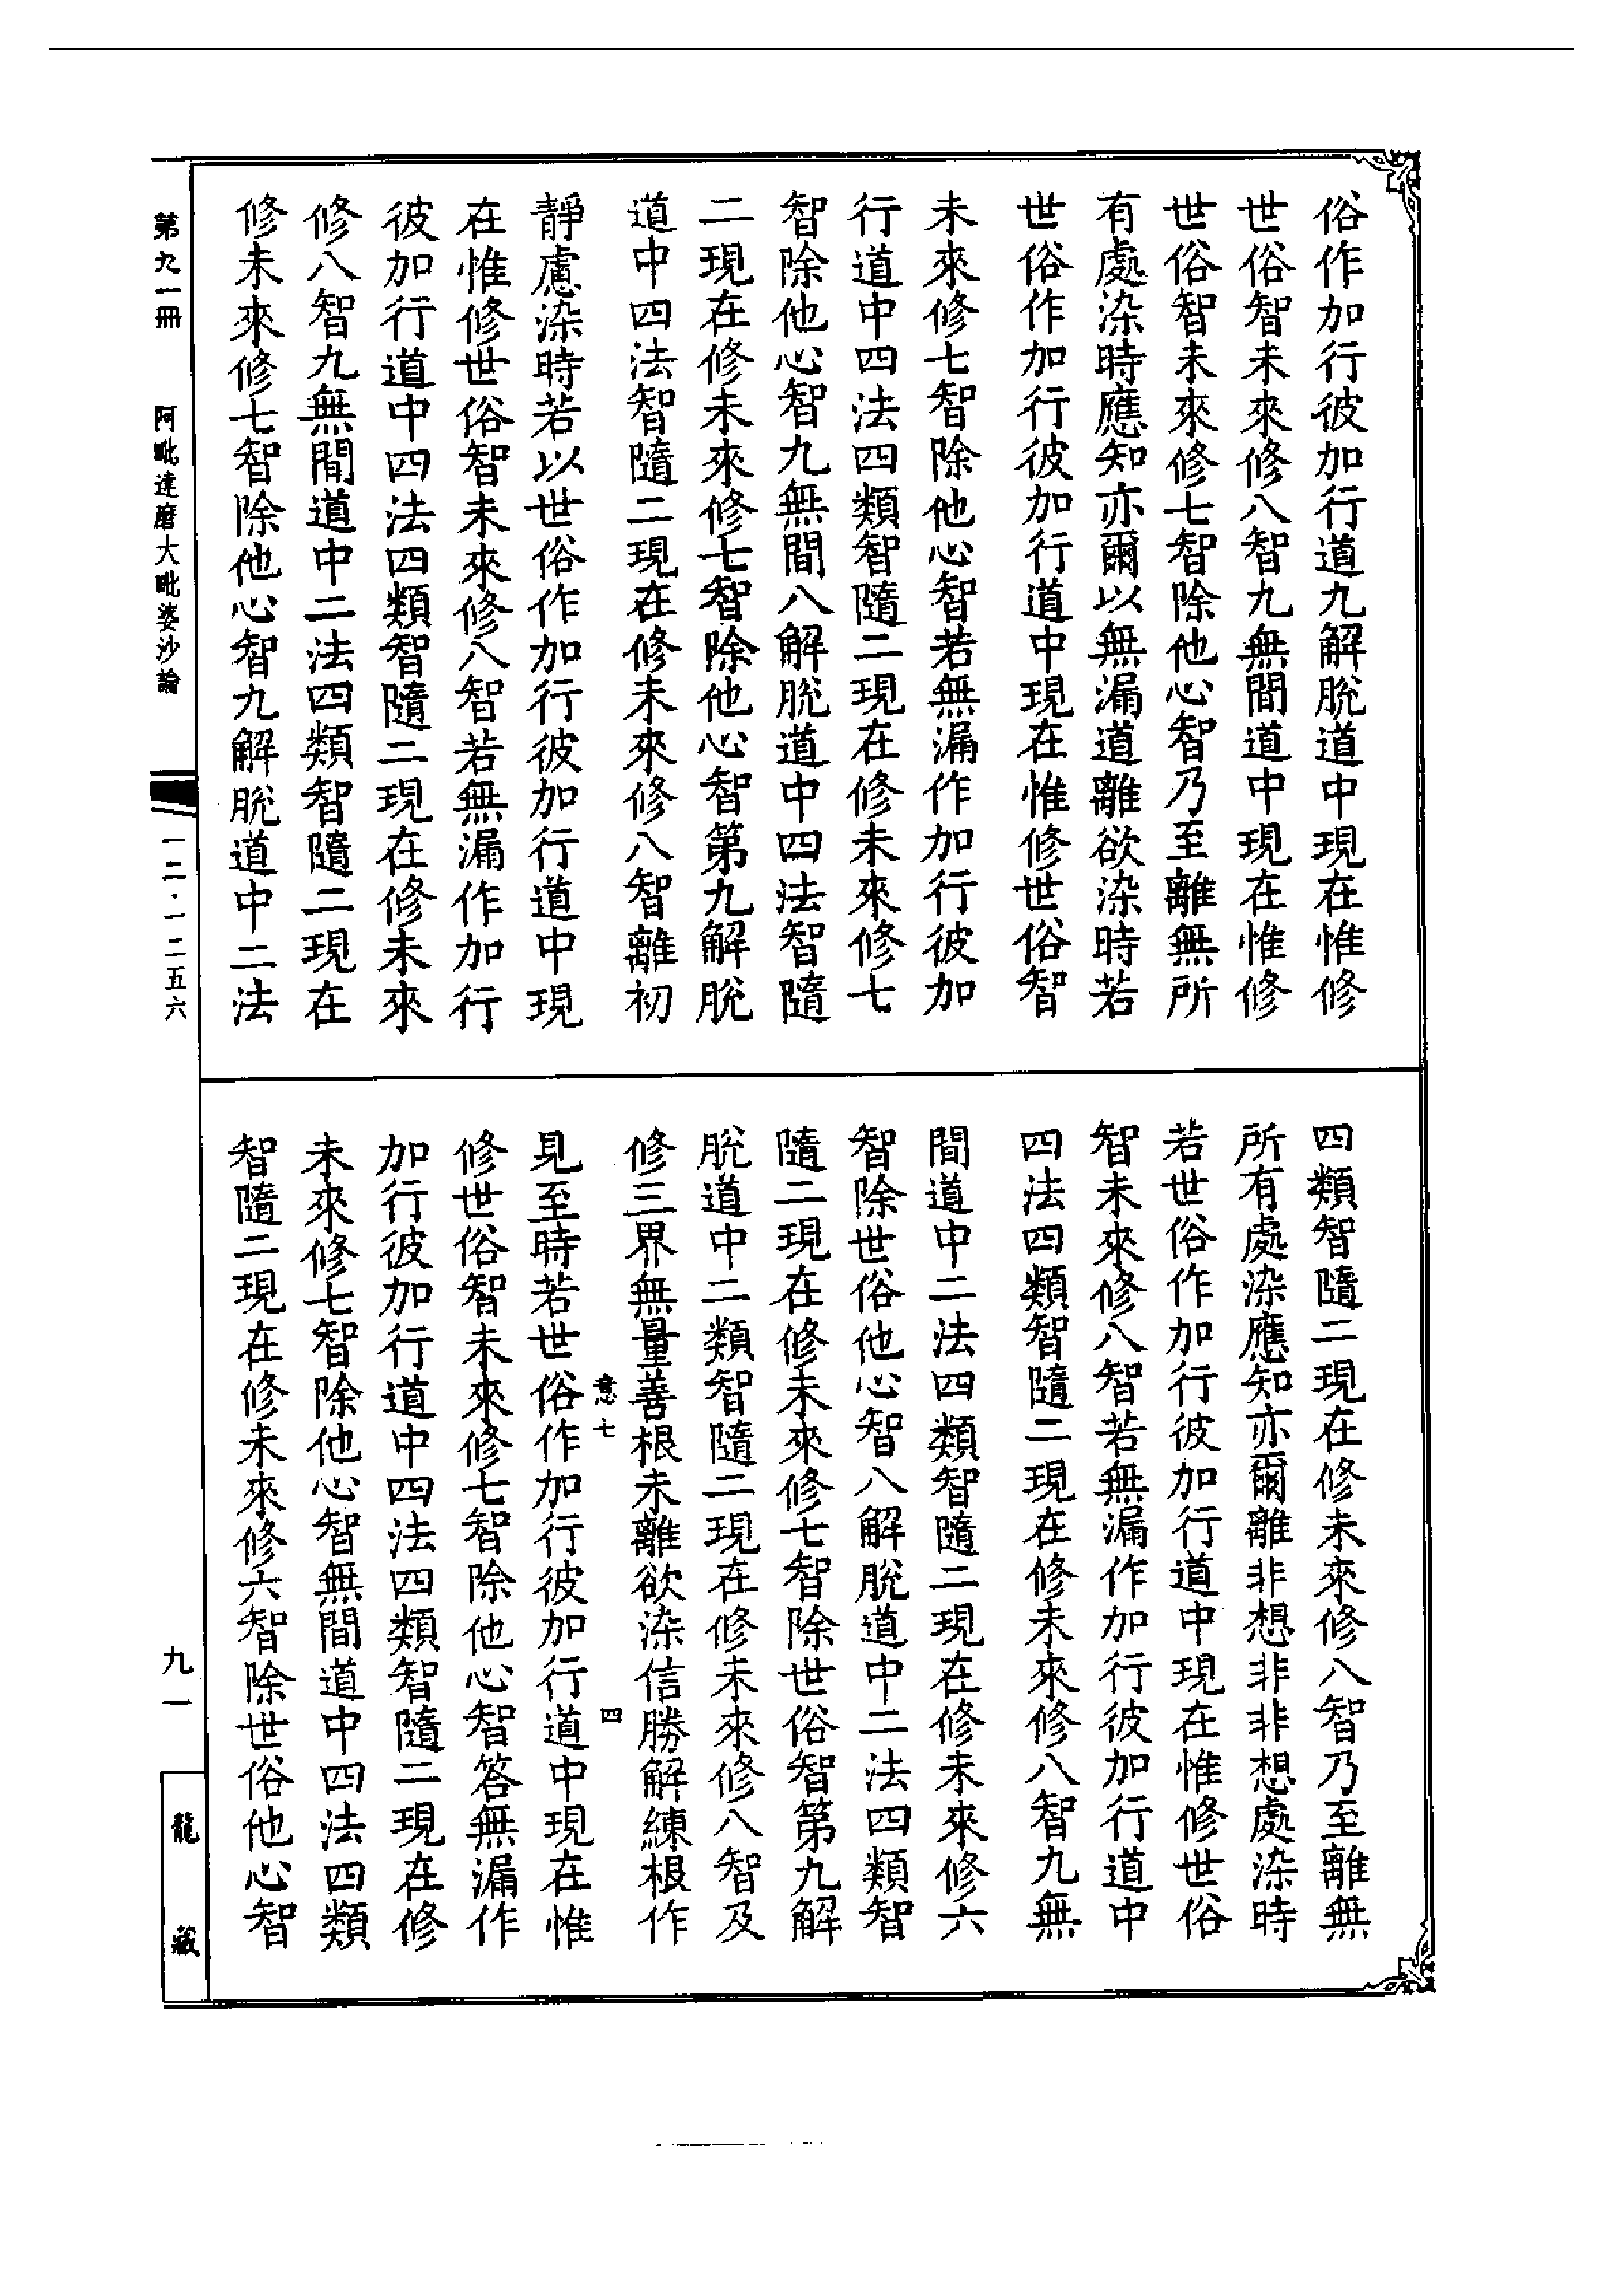 俗作加行彼加行道九解脫道中現在惟修
世俗智未來修八智九無間道中現在惟修
世俗智未來修七智除他心智乃至離無所
有處染時應知亦爾以無漏道離欲染時若
世俗作加行彼加行道中現在惟修世俗智
未來修七智除他心智若無漏作加行彼加
行道中四法四類智隨二現在修未來修七
智除他心智九無間八解脫道中四法智隨
二現在修未來修七智除他心智第九解脫
道中四法智隨二現在修未來修八智離初
靜慮染時若以世俗作加行彼加行道中現
在惟修世俗智未來修八智若無漏作加行
彼加行道中四法四類智隨二現在修未來
修八智九無間道中二法四類智隨二現在
修未來修七智除他心智九解脫道中二法
四類智隨二現在修未來修八智乃至離無
所有處染應知亦爾離非想非非想處染時
若世俗作加行彼加行道中現在惟修世俗
智未來修八智若無漏作加行彼加行道中
四法四類智隨二現在修未來修八智九無
間道中二法四類智隨二現在修未來修六
智除世俗他心智八解脫道中二法四類智
隨二現在修未來修七智除世俗智第九解
脫道中二類智隨二現在修未來修八智及
修三界無量善根未離欲染信勝解練根作
意七
四
見至時若世俗作加行彼加行道中現在惟
修世俗智未來修七智除他心智答無漏作
加行彼加行道中四法四類智隨二現在修
未來修七智除他心智無間道中四法四類
智隨二現在修未來修六智除世俗他心智
第九一冊
阿毗達磨大毗婆沙論
一二·一二五六
九一
龍藏